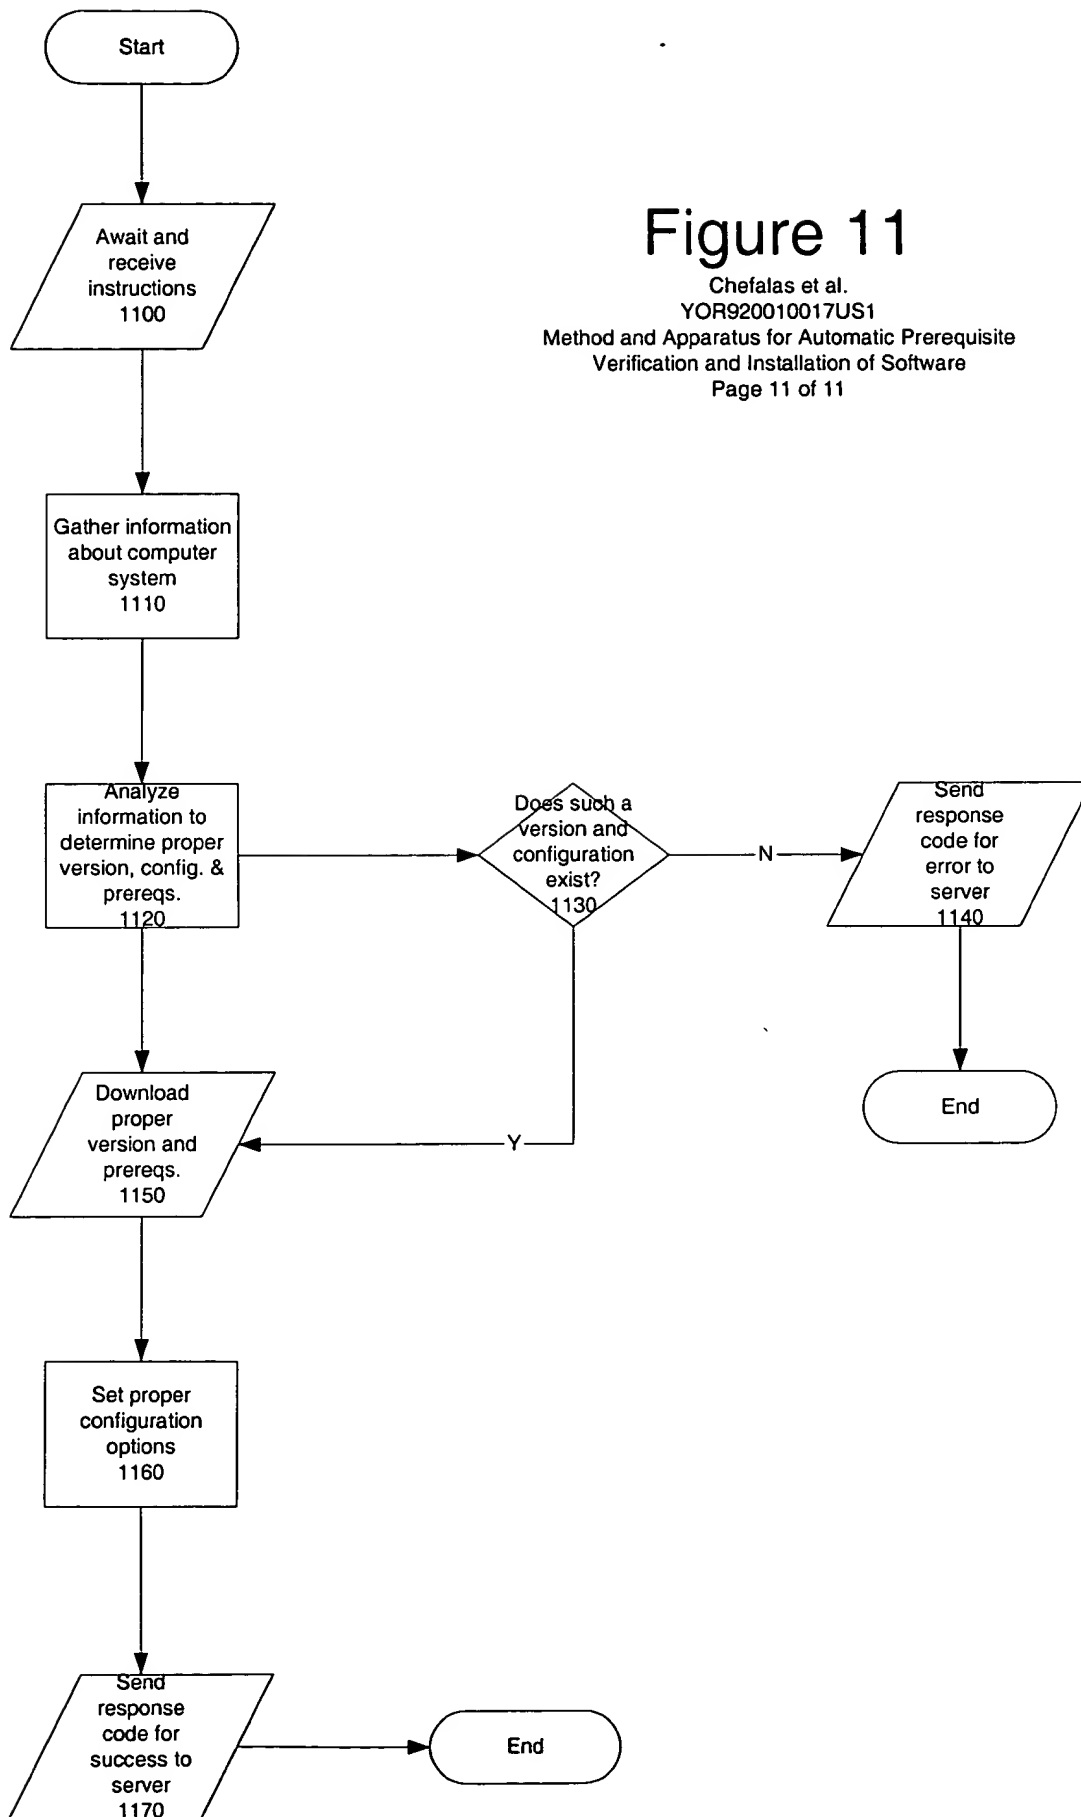 Start
Await and
receive
instructions
1100
Figure 11
Chefalas et al.
YOR920010017US1
Method and Apparatus for Automatic Prerequisite
Verification and Installation of Software
Page 11 of 11
Gather information
about computer
system
1110
Analyze
information to
determine proper
version, config. &
prereqs.
1120
Does such a
version and
configuration
exist?
1130
N
Send
response
code for
error to
server
1140
End
Y
Download
proper
version and
prereqs.
1150
Set proper
configuration
options
1160
Send
response
code for
success to
server
1170
End